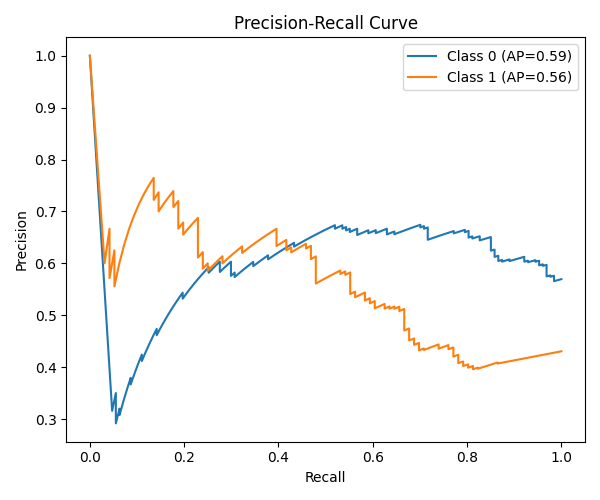 Precision-Recall Curve
Class 0 (AP=0.59)
Class 1 (AP=0.56)
1.0
0.9
0.8
0.7
0.6
0.5
0.4
0.3
Precision
0.0 0.2 0.4 0.6 0.8 1.0
Recall